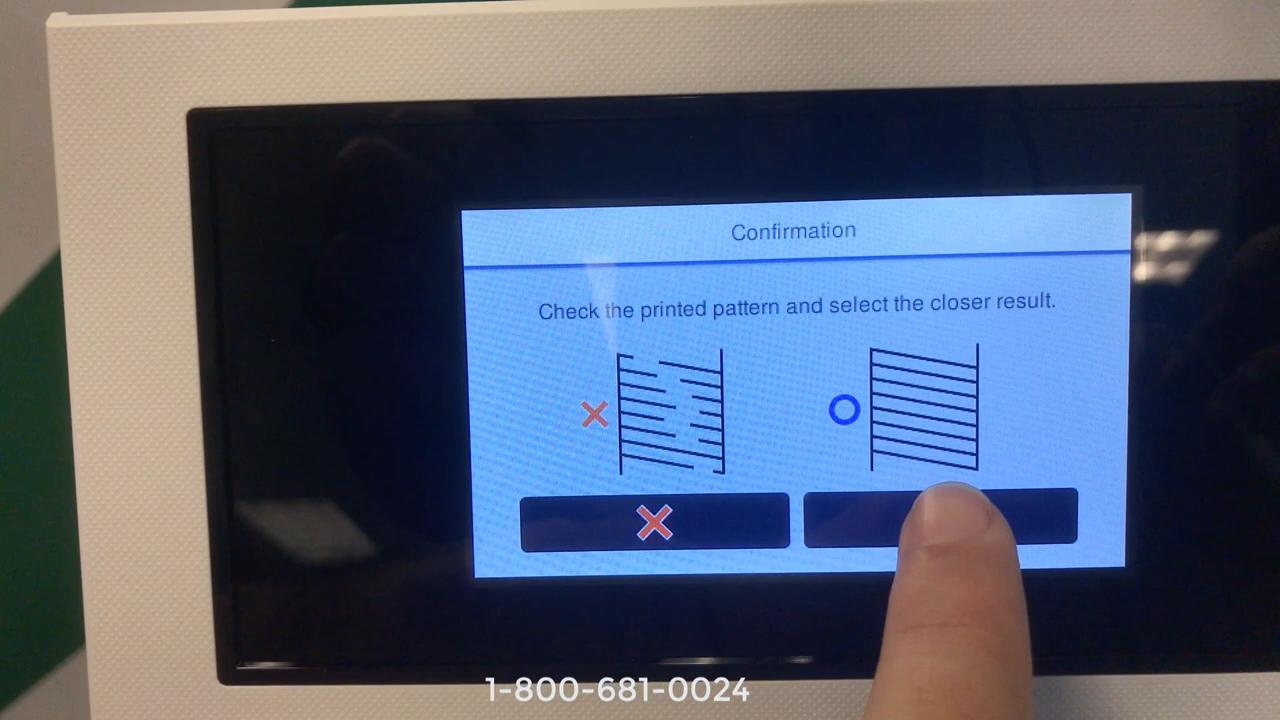 Confirmation
Check the printed pattern and select the closer result.
1-800-681-0024